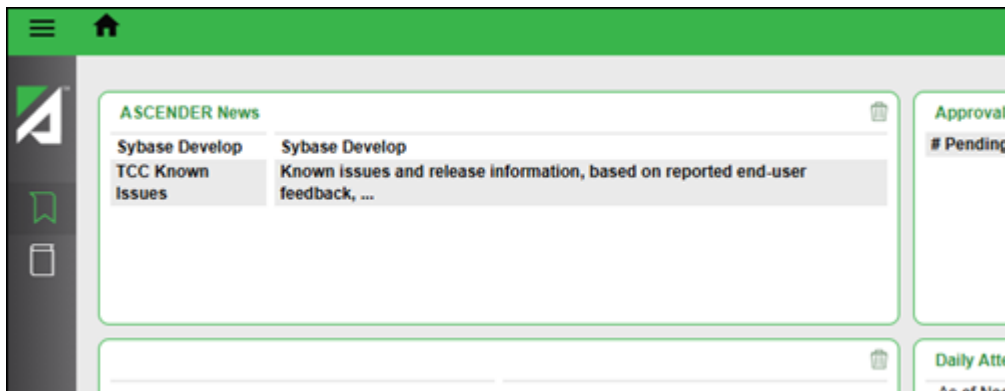 ASCENDER News
Sybase Develop Sybase Develop
TCC Known Known issues and release information, based on reported end-user
Issues feedback, ...
Approval
# Pending
Daily Atte